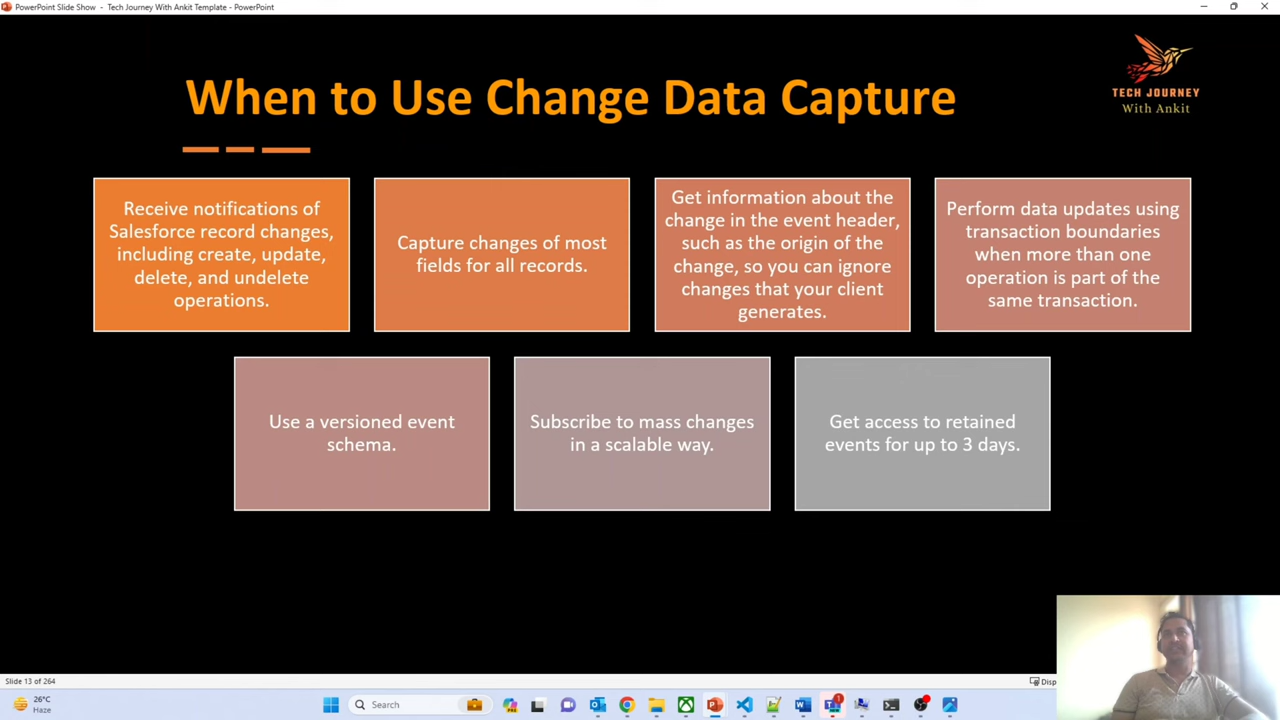 PowerPoint Slide Show - Tech Journey With Ankit Template - PowerPoint
When to Use Change Data Capture
TECH JOURNEY
With Ankit
Receive notifications of
Salesforce record changes,
including create, update,
delete, and undelete
operations.
Capture changes of most
fields for all records.
Get information about the
change in the event header,
such as the origin of the
change, so you can ignore
changes that your client
generates.
Perform data updates using
transaction boundaries
when more than one
operation is part of the
same transaction.
Use a versioned event
schema.
Subscribe to mass changes
in a scalable way.
Get access to retained
events for up to 3 days.
Slide 13 of 264
Disp
26°C
Haze
Search